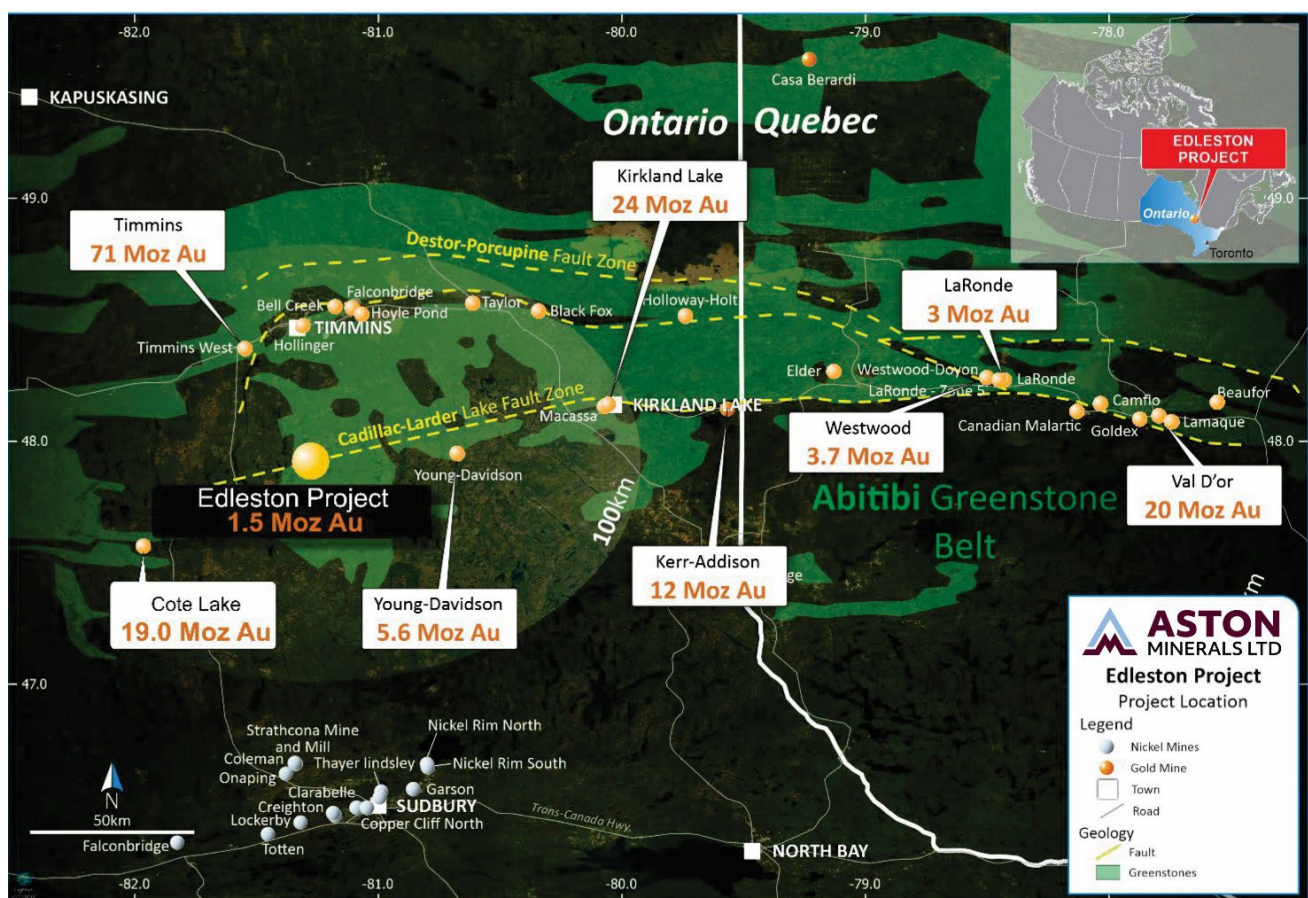 -82.0
-81.0
-80.0
-79.0
-78.0
KAPUSKASING
Casa Berardi
Ontario
Quebec
EDLESTON
PROJECT
Ontario
Toronto
49.0
-49.0
Kirkland Lake
24 Moz Au
Timmins
71 Moz Au
Destor-Porcupine Fault Zone
LaRonde
3 Moz Au
Bell Creek
Falconbridge
Hoyle Pond
Taylor
Black Fox
Holloway-Holt
TIMMINS
Hollinger
Timmins West
Elder
Westwood-Doyon
LaRonde
LaRonde - Zone 5
Cadillac-Larder Lake Fault Zone
Macassa
KIRKLAND LAKE
Camflo
Beaufor
Canadian Malartic
Goldex
Lamaque
48.0
48.0
Westwood
3.7 Moz Au
Young-Davidson
Edleston Project
1.5 Moz Au
Val D'or
20 Moz Au
100km
Abitibi Greenstone
Belt
Kerr-Addison
12 Moz Au
Cote Lake
19.0 Moz Au
Young-Davidson
5.6 Moz Au
47.0
ASTON
MINERALS LTD
Edleston Project
Project Location
Legend
Nickel Mines
Gold Mine
Town
Road
Geology
Fault
Greenstones
Strathcona Mine
and Mill
Nickel Rim North
Coleman
Thayer lindsley
Nickel Rim South
Onaping
Clarabelle
Garson
Creighton
SUDBURY
Lockerby
Copper Cliff North
Trans-Canada Hwy.
N
50km
Falconbridge
Totten
NORTH BAY
-82.0
-81.0
-80.0
-79.0